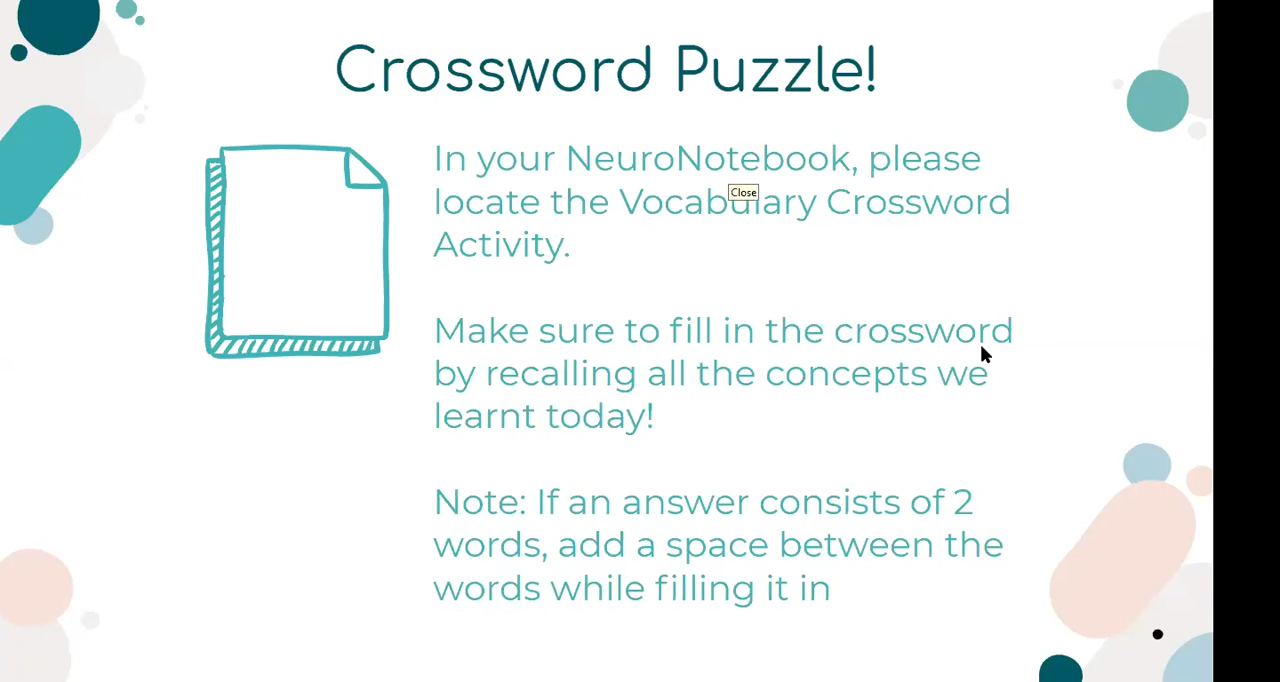 Crossword Puzzle!
In your NeuroNotebook, please
locate the Vocabulary Crossword
Close
Activity.
Make sure to fill in the crossword
by recalling all the concepts we
learnt today!
Note: If an answer consists of 2
words, add a space between the
words while filling it in